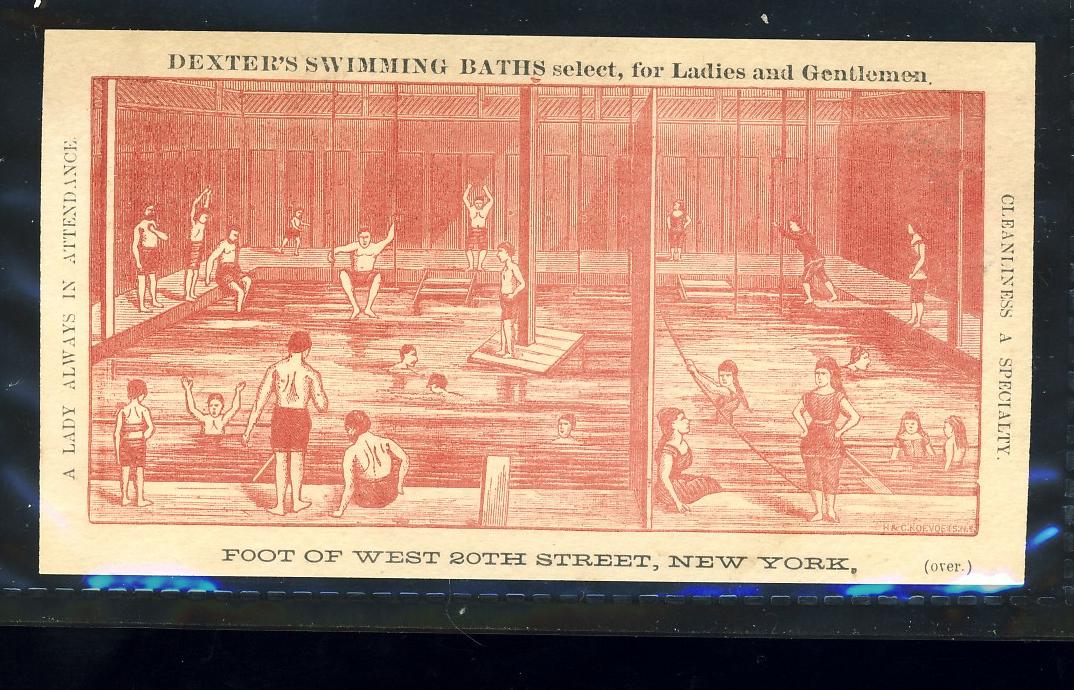 DEXTER'S SWIMMING BATHS select, for Ladies and Gentlemen.
A LADY ALWAYS IN ATTENDANCE.
CLEANLINESS A SPECIALTY.
H & C. KOEVOETS. N.Y.
FOOT OF WEST 20TH STREET, NEW YORK.
(over.)